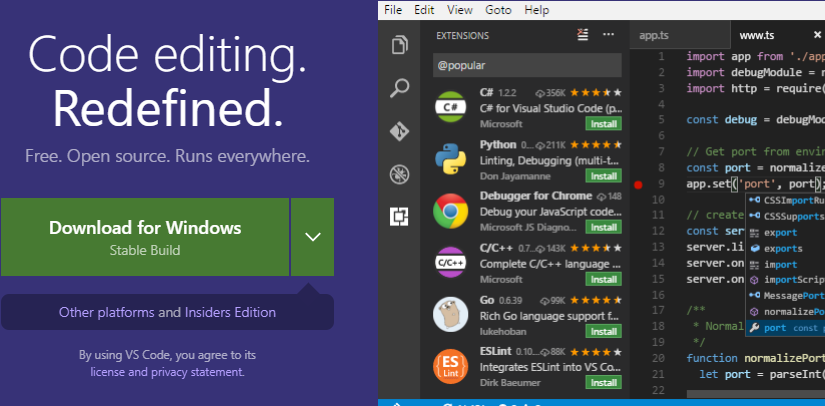 Code editing.
Redefined.
Free. Open source. Runs everywhere.
Download for Windows
Stable Build
Other platforms and Insiders Edition
By using VS Code, you agree to its
license and privacy statement.
File Edit View Goto Help
EXTENSIONS
@popular
C# 1.2.2 356K
C# for Visual Studio Code (p...
Microsoft Install
Python 0... 211K
Linting, Debugging (multi-t...
Don Jayamanne Install
Debugger for Chrome 148
Debug your JavaScript code...
Microsoft JS Diagno... Install
C/C++ 0.7... 143K
Complete C/C++ language ...
Microsoft Install
Go 0.6.39 99K
Rich Go language support f...
lukehoban Install
ESLint 0.10... 88K
Integrates ESLint into VS Co...
Dirk Baeumer Install
C#
C/C++
ES
Lint
app.ts www.ts
1 import app from './app
2 import debugModule = r
3 import http = require(
4
5 const debug = debugMod
6
7 // Get port from envir
8 const port = normalize
9 app.set('port', port);
10
11 // create
12 const ser
13 server.li
14 server.on
15 server.on
16
17 /**
18 * Normal
19 */
20 function normalizePort
21 let port = parseInt(
22
CSSImportRu
CSSSupports
export
exports
import
importScrip
MessagePort
normalizePo
port const p